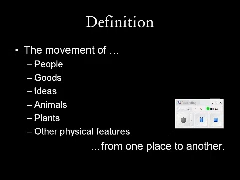 Definition
• The movement of …
– People
– Goods
– Ideas
– Animals
– Plants
– Other physical features
…from one place to another.